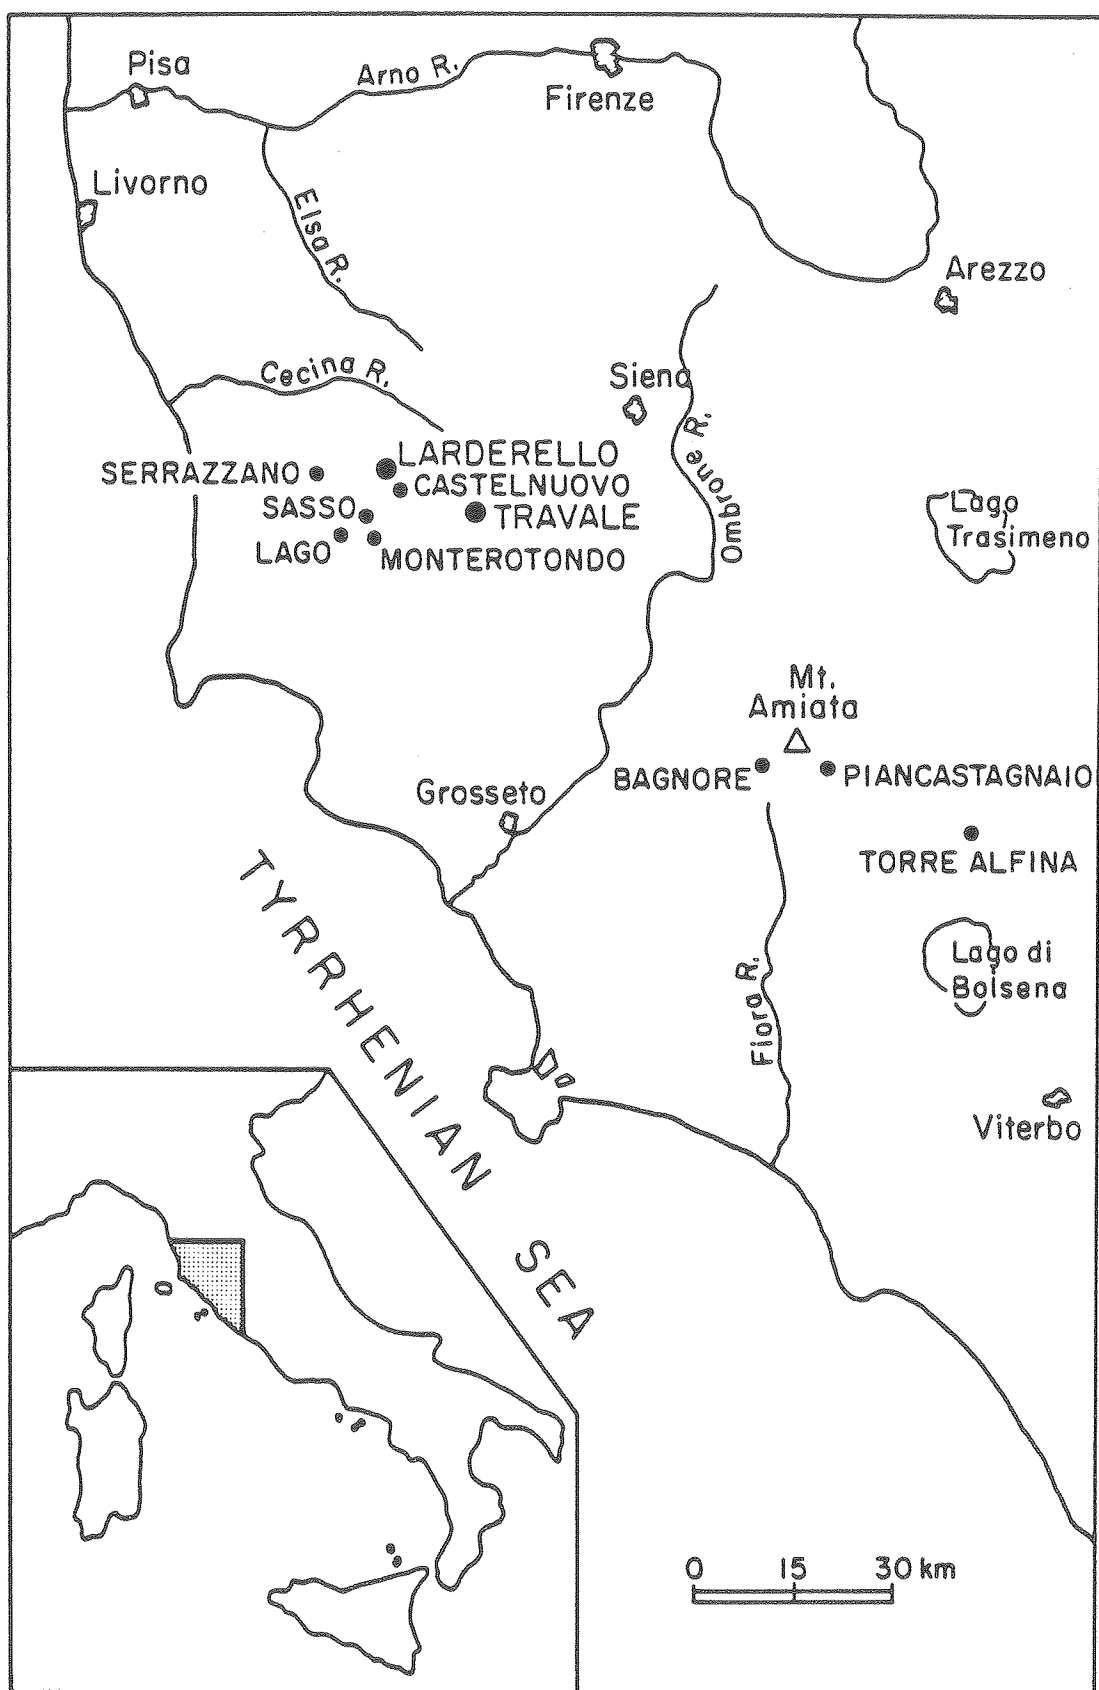 Pisa
Arno R.
Firenze
Livorno
Elsa R.
Arezzo
Cecina R.
Siena
Ombrone R.
LARDERELLO
SERRAZZANO
CASTELNUOVO
SASSO
TRAVALE
LAGO
MONTEROTONDO
Lago
Trasimeno
Mt.
Amiata
BAGNORE
PIANCASTAGNAIO
Grosseto
TORRE ALFINA
TYRRHENIAN SEA
Lago di
Bolsena
Fiora R.
Viterbo
0 15 30 km